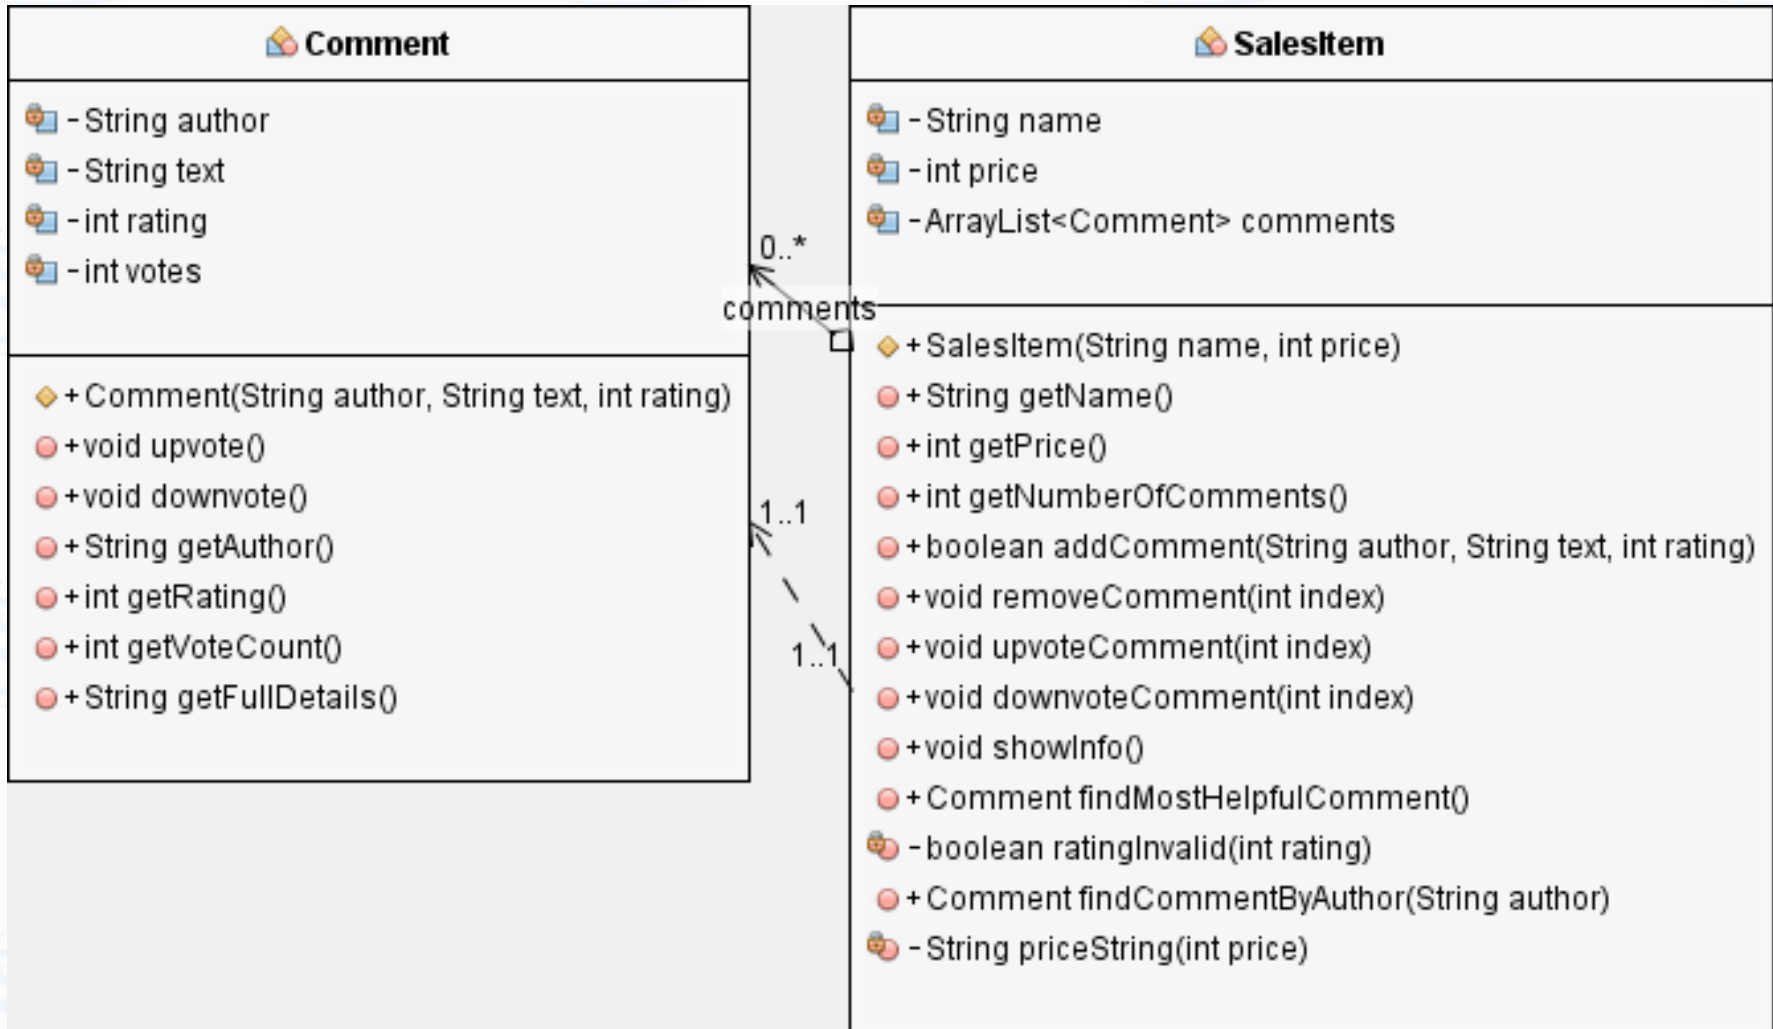 Comment
- String author
- String text
- int rating
- int votes
+ Comment(String author, String text, int rating)
+ void upvote()
+ void downvote()
+ String getAuthor()
+ int getRating()
+ int getVoteCount()
+ String getFullDetails()
0..*
comments
1..1
1..1
SalesItem
- String name
- int price
- ArrayList<Comment> comments
+ SalesItem(String name, int price)
+ String getName()
+ int getPrice()
+ int getNumberOfComments()
+ boolean addComment(String author, String text, int rating)
+ void removeComment(int index)
+ void upvoteComment(int index)
+ void downvoteComment(int index)
+ void showInfo()
+ Comment findMostHelpfulComment()
- boolean ratingInvalid(int rating)
+ Comment findCommentByAuthor(String author)
- String priceString(int price)